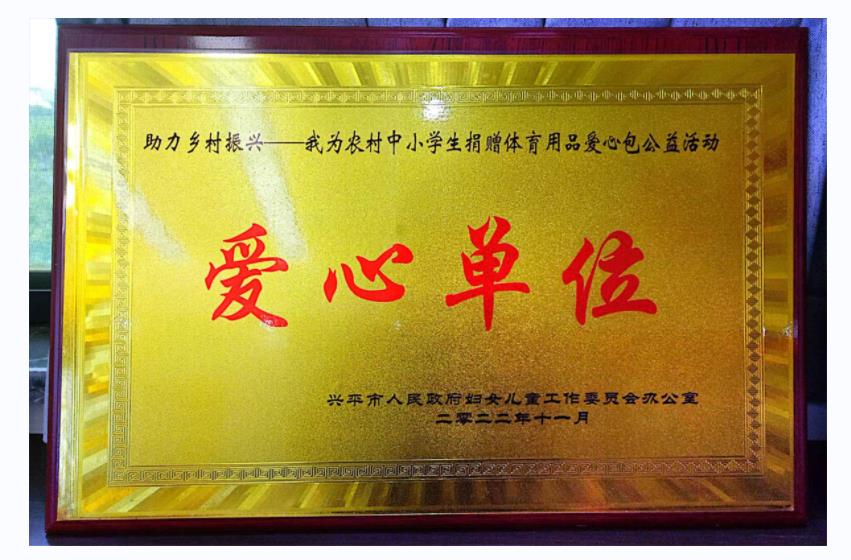 助力乡村振兴——我为农村中小学生捐赠体育用品爱心包公益活动
爱心单位
兴平市人民政府妇女儿童工作委员会办公室
二零二二年十一月